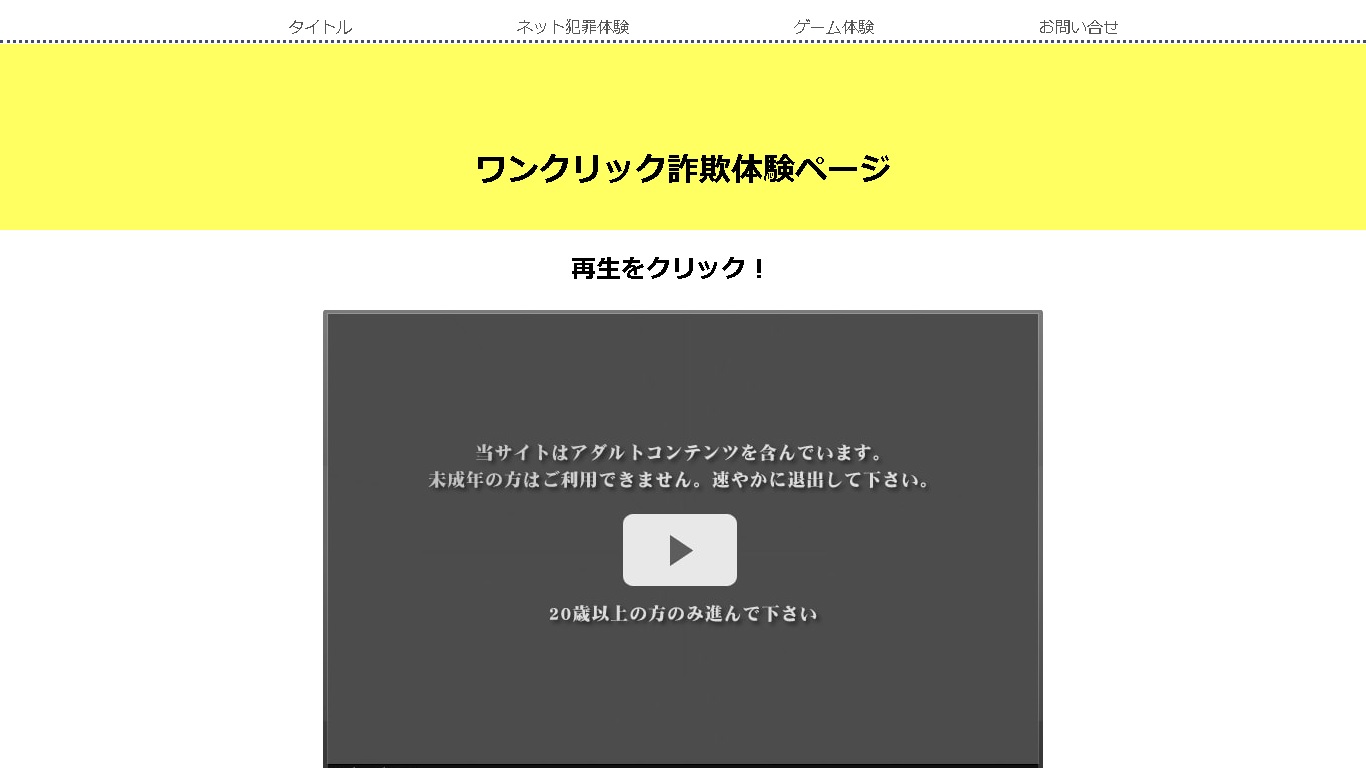 タイトル
ネット犯罪体験
ゲーム体験
お問い合せ
ワンクリック詐欺体験ページ
再生をクリック！
当サイトはアダルトコンテンツを含んでいます。
未成年の方はご利用できません。速やかに退出して下さい。
20歳以上の方のみ進んで下さい